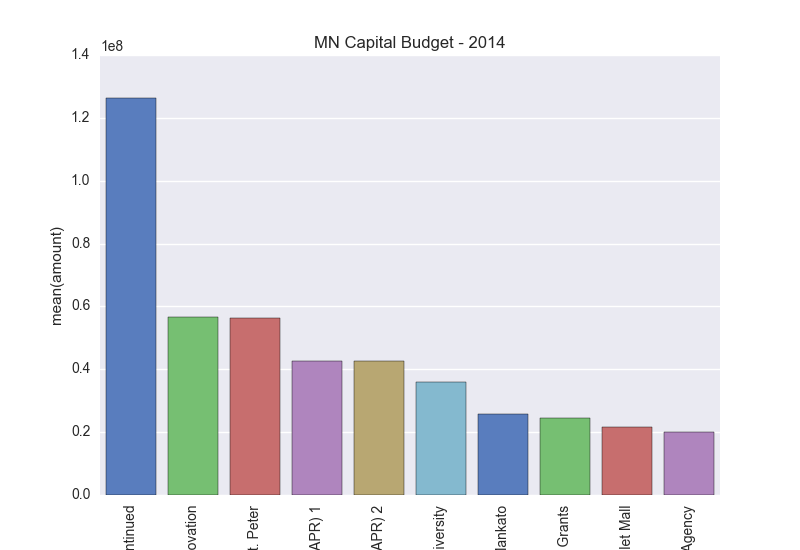 MN Capital Budget - 2014
1e8
1.4
1.2
1.0
0.8
0.6
0.4
0.2
0.0
mean(amount)
ntinued
ovation
t. Peter
APR) 1
APR) 2
iversity
lankato
Grants
let Mall
Agency